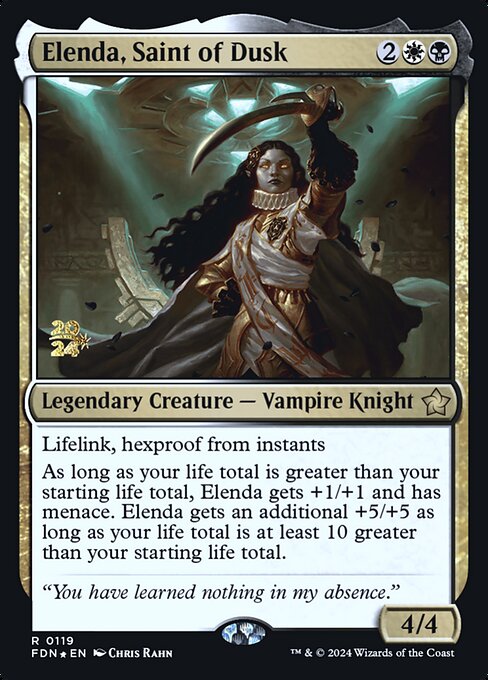 Elenda, Saint of Dusk 2
2024
Legendary Creature — Vampire Knight
Lifelink, hexproof from instants
As long as your life total is greater than your
starting life total, Elenda gets +1/+1 and has
menace. Elenda gets an additional +5/+5 as
long as your life total is at least 10 greater
than your starting life total.
“You have learned nothing in my absence.”
4/4
R 0119
FDN★EN Chris Rahn
™ & © 2024 Wizards of the Coast